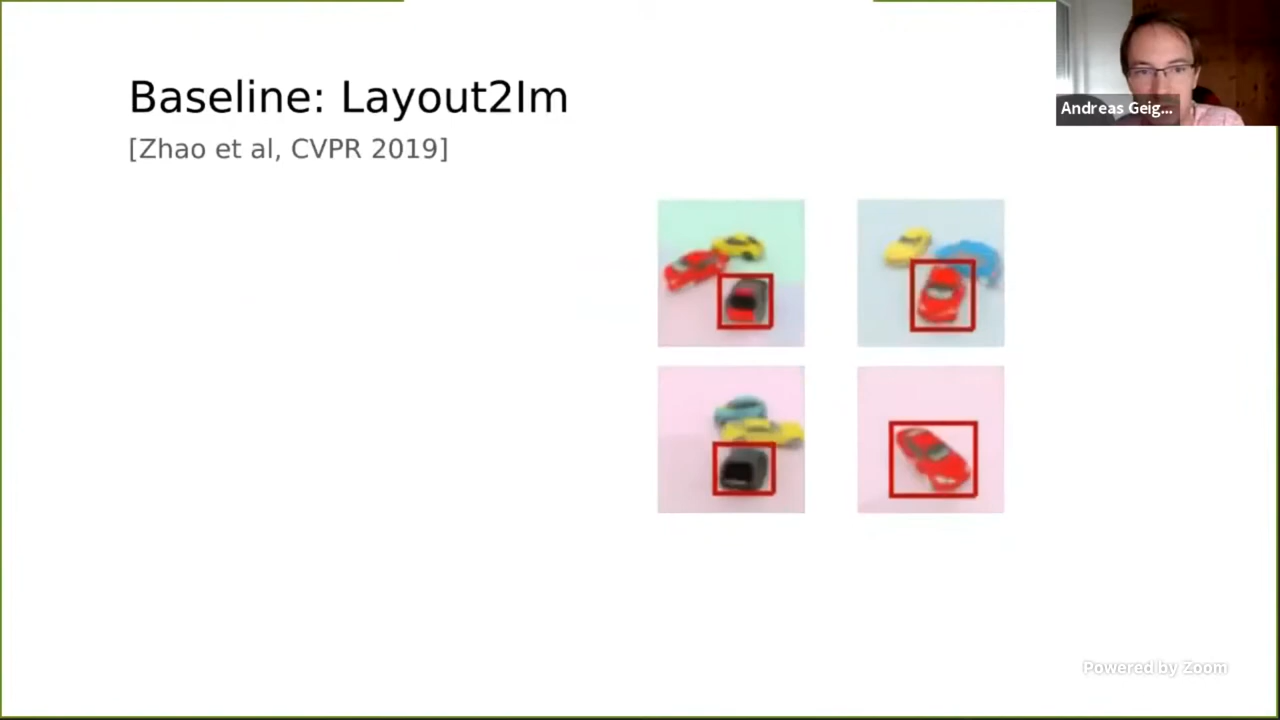 Baseline: Layout2Im
[Zhao et al, CVPR 2019]
Andreas Geig...
Powered by Zoom